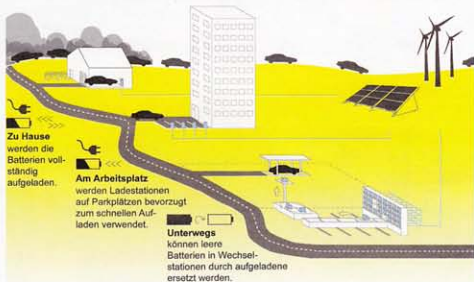 Zu Hause
werden die
Batterien voll-
ständig
aufgeladen.
Am Arbeitsplatz
werden Ladestationen
auf Parkplätzen bevorzugt
zum schnellen Auf-
laden verwendet.
Unterwegs
können leere
Batterien in Wechsel-
stationen durch aufgeladene
ersetzt werden.